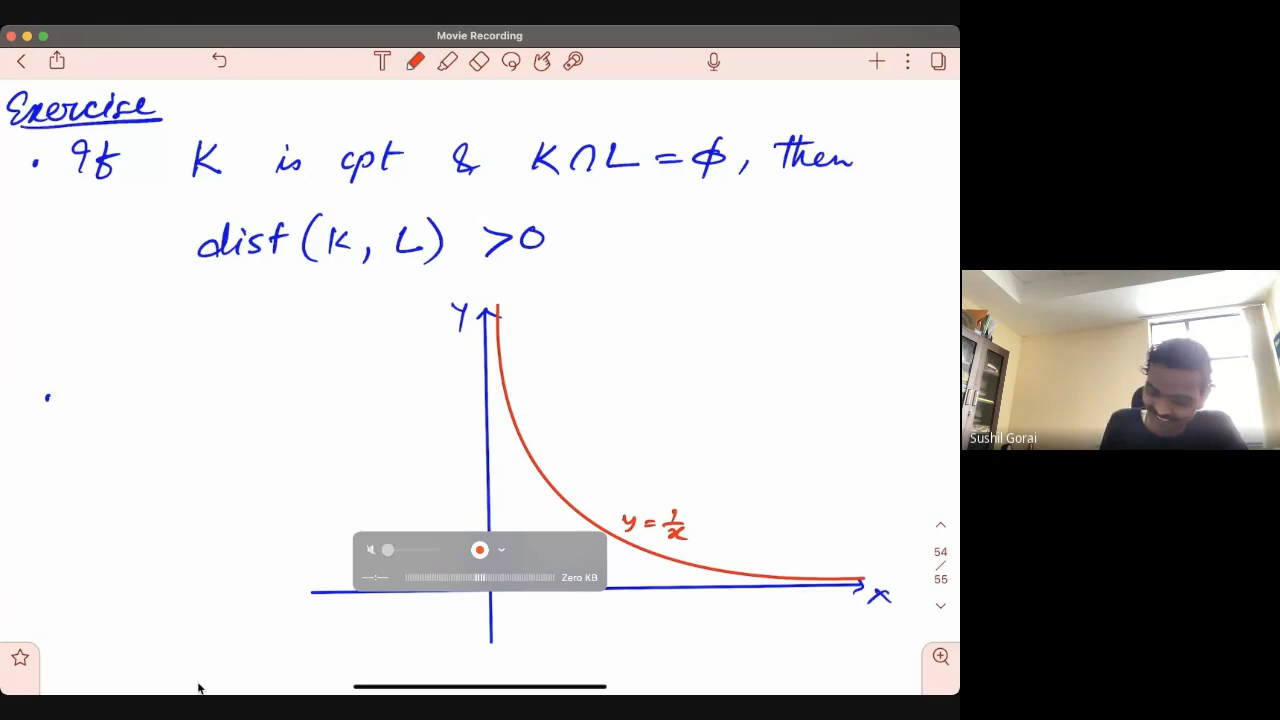 Movie Recording
Exercise
· If K is cpt & K∩L = ϕ, then
dist(K, L) >0
Y
·
y = 1/x
--:--
Zero KB
X
54
/
55
Sushil Gorai